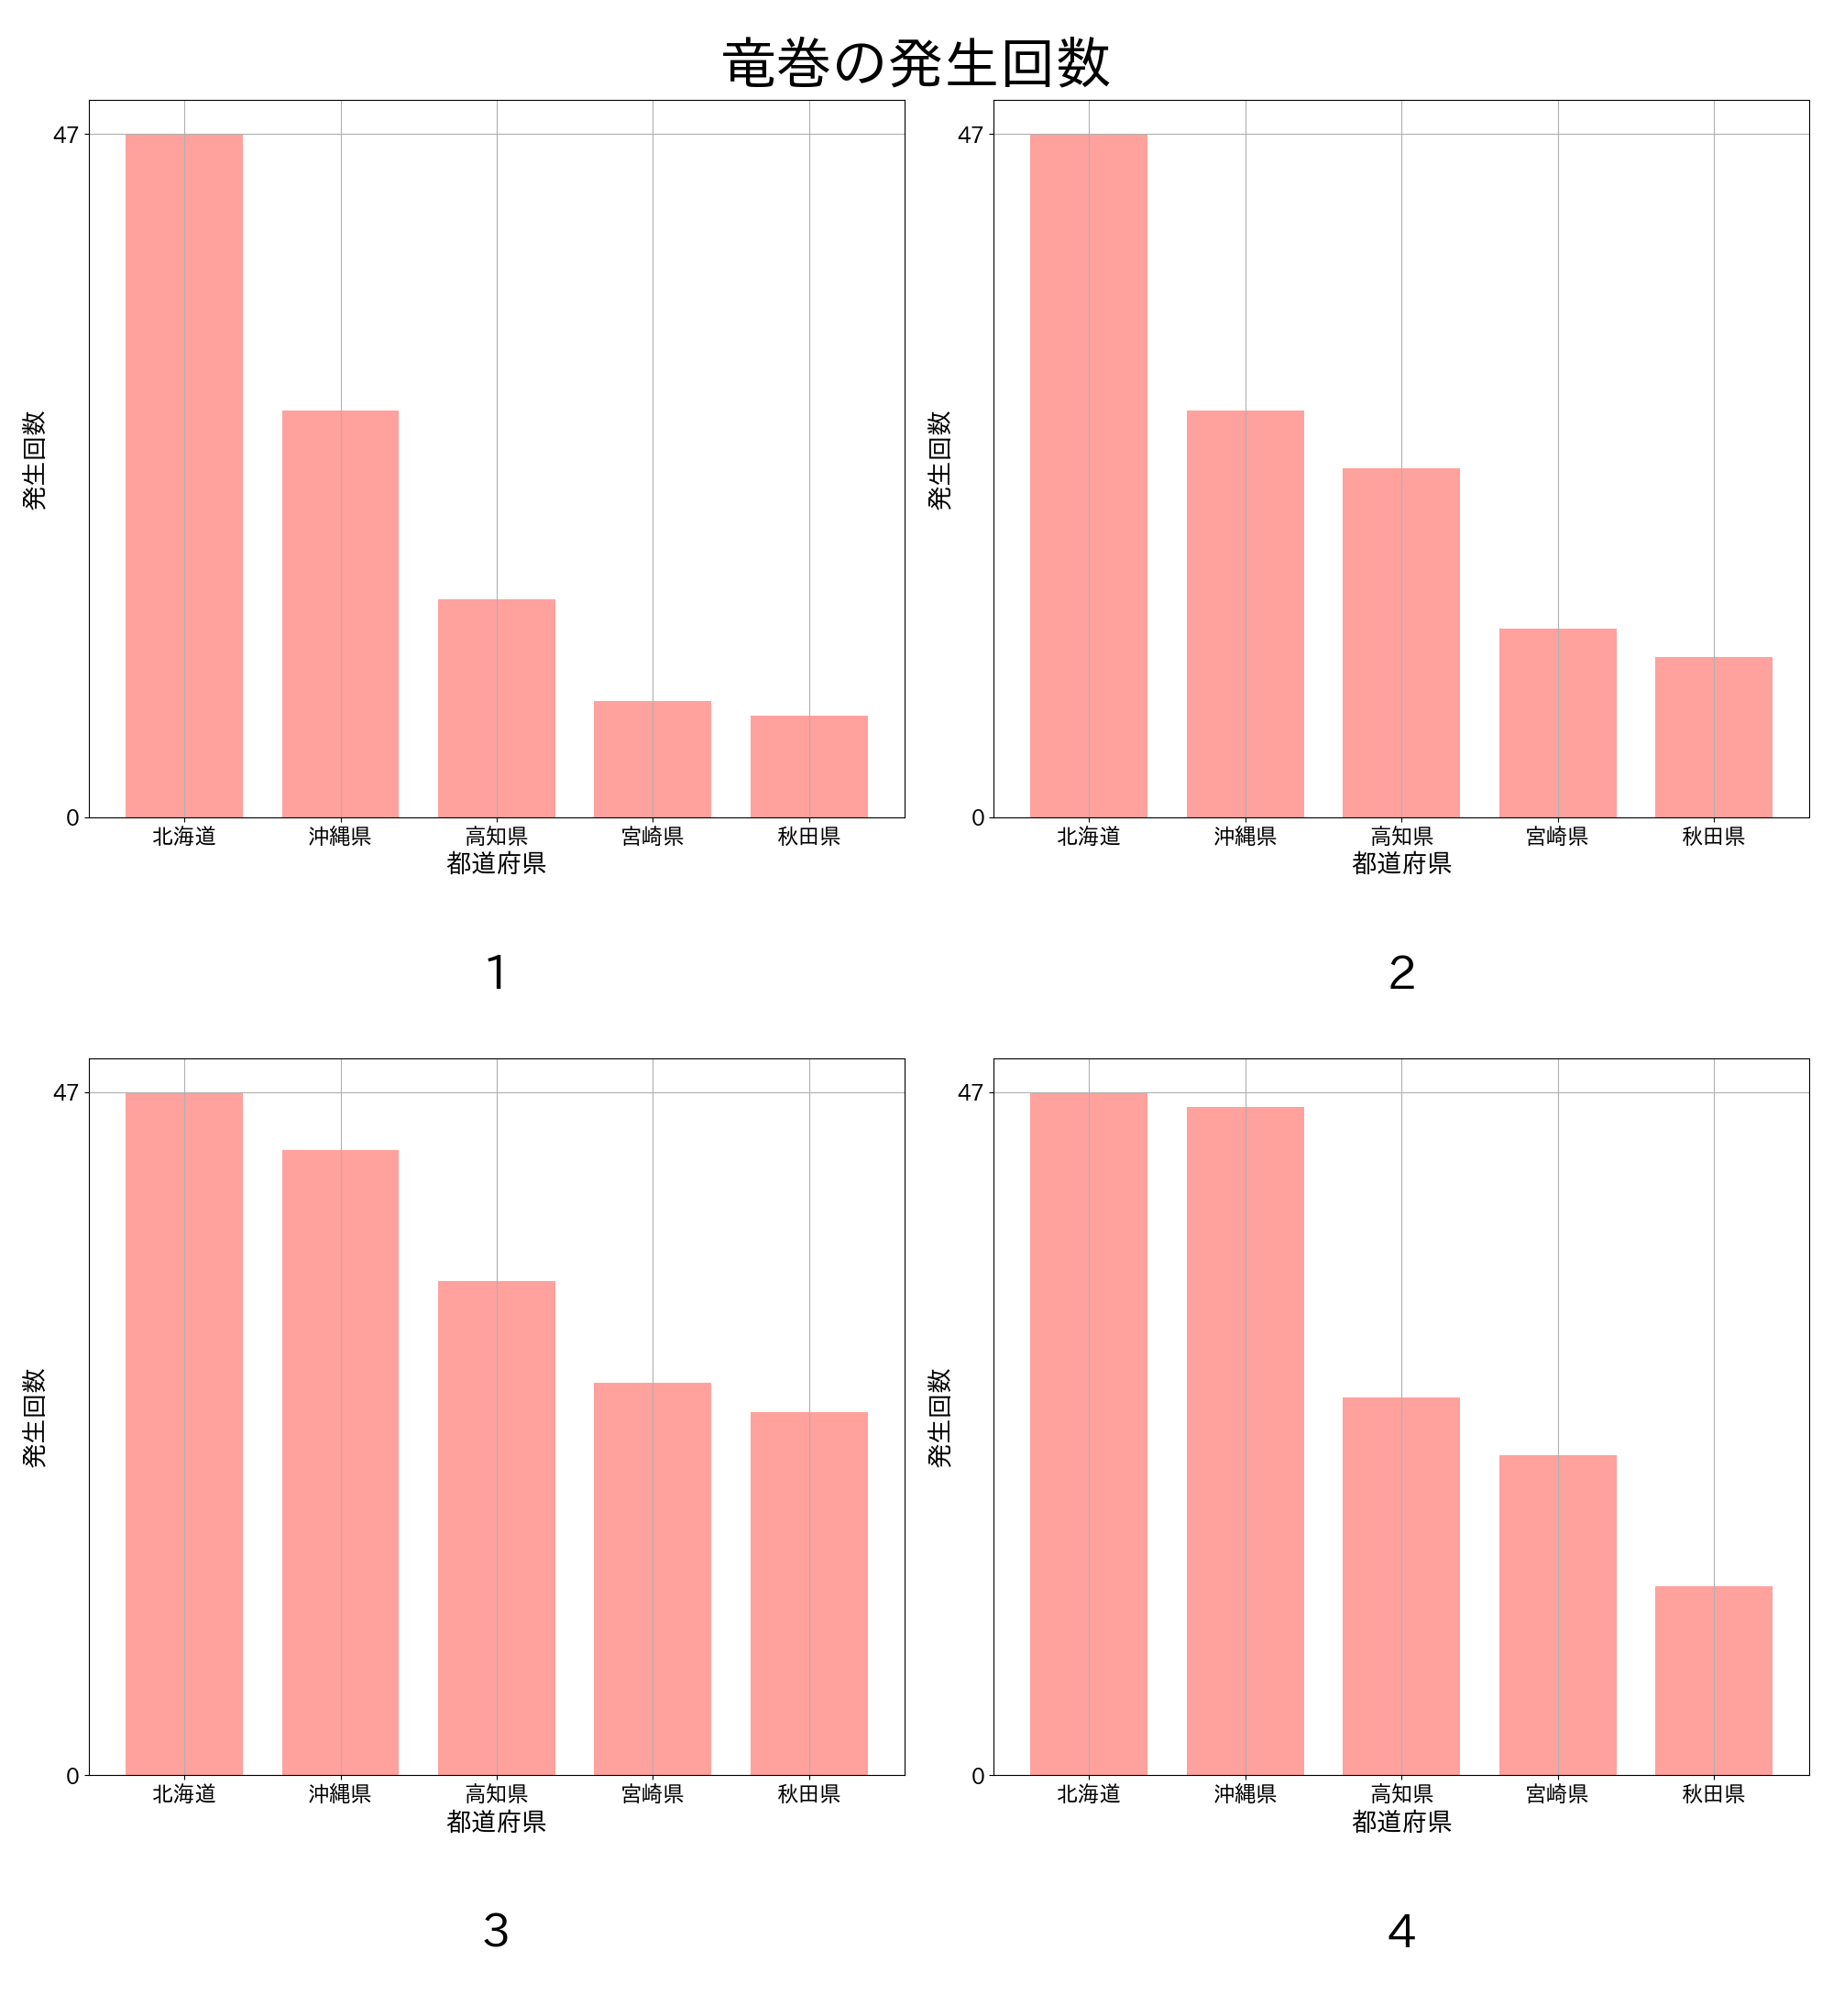 竜巻の発生回数
47
発生回数
0
北海道 沖縄県 高知県 宮崎県 秋田県
都道府県
1
47
発生回数
0
北海道 沖縄県 高知県 宮崎県 秋田県
都道府県
2
47
発生回数
0
北海道 沖縄県 高知県 宮崎県 秋田県
都道府県
3
47
発生回数
0
北海道 沖縄県 高知県 宮崎県 秋田県
都道府県
4